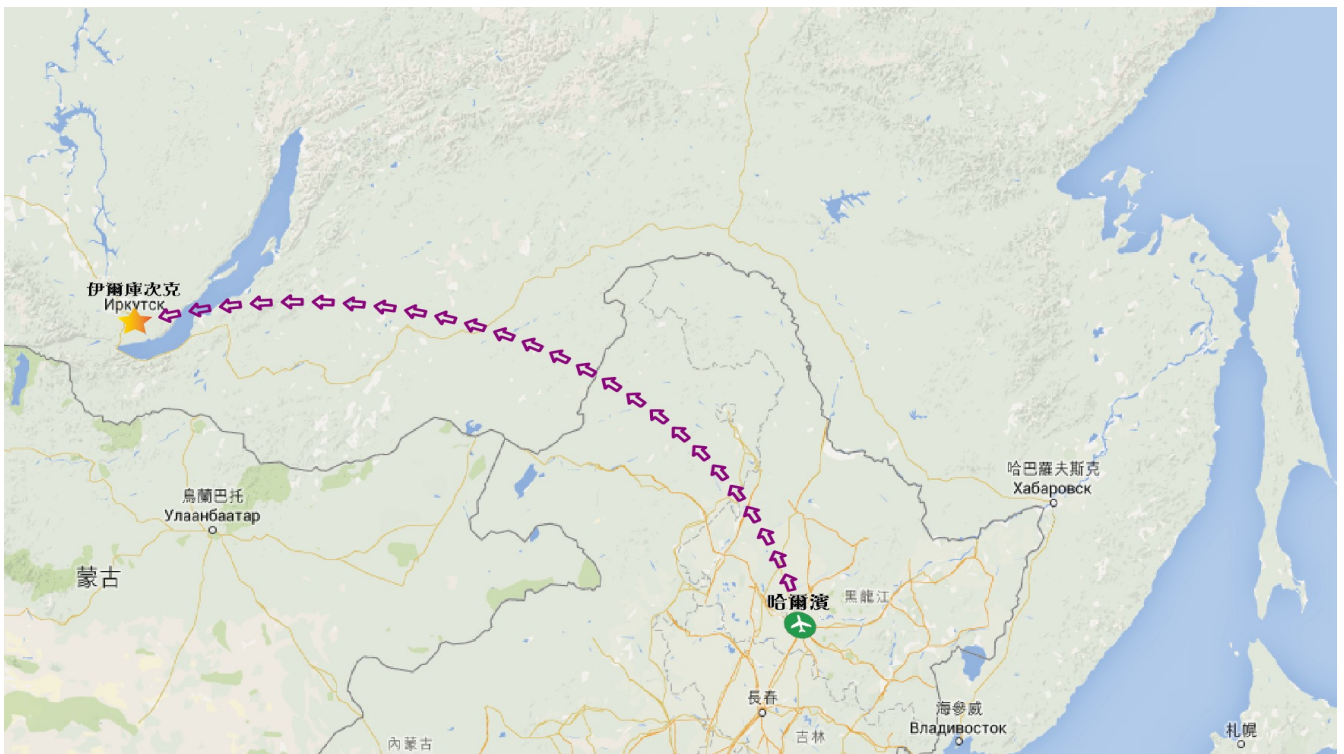 伊爾庫次克
Иркутск
哈巴羅夫斯克
Хабаровск
烏蘭巴托
Улаанбаатар
蒙古
黑龍江
哈爾濱
長春
海參威
Владивосток
吉林
札幌
內蒙古